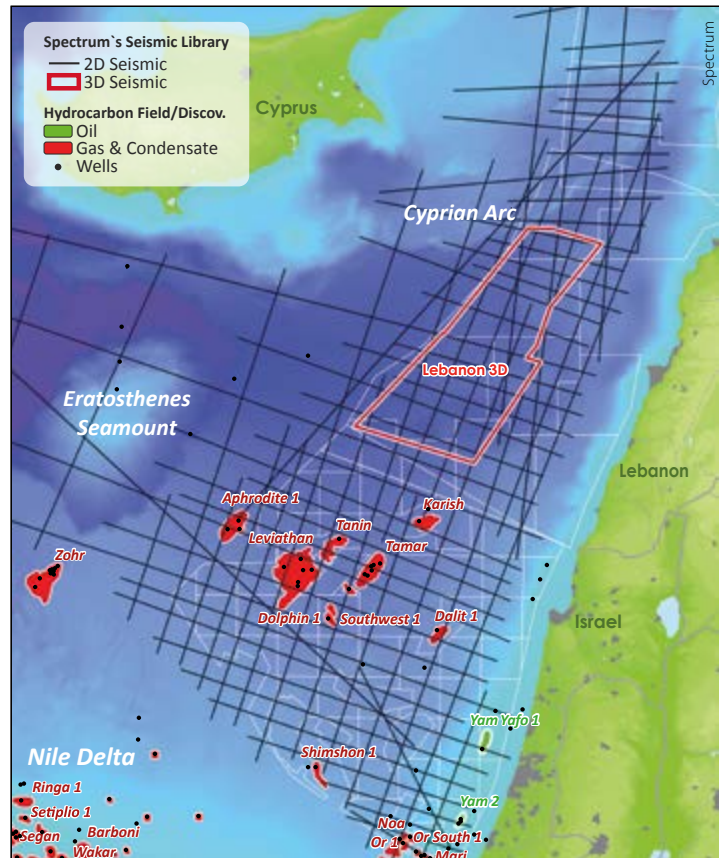 Spectrum`s Seismic Library
2D Seismic
3D Seismic
Hydrocarbon Field/Discov.
Oil
Gas & Condensate
Wells
Spectrum
Cyprus
Cyprian Arc
Lebanon 3D
Eratosthenes
Seamount
Lebanon
Aphrodite 1
Karish
Tanin
Leviathan
Tamar
Zohr
Dolphin 1
Southwest 1
Dalit 1
Israel
Yam Yafo 1
Nile Delta
Shimshon 1
Ringa 1
Yam 2
Setiplio 1
Noa
Barboni
Segan
Or 1
Or South 1
Wakar
Mari